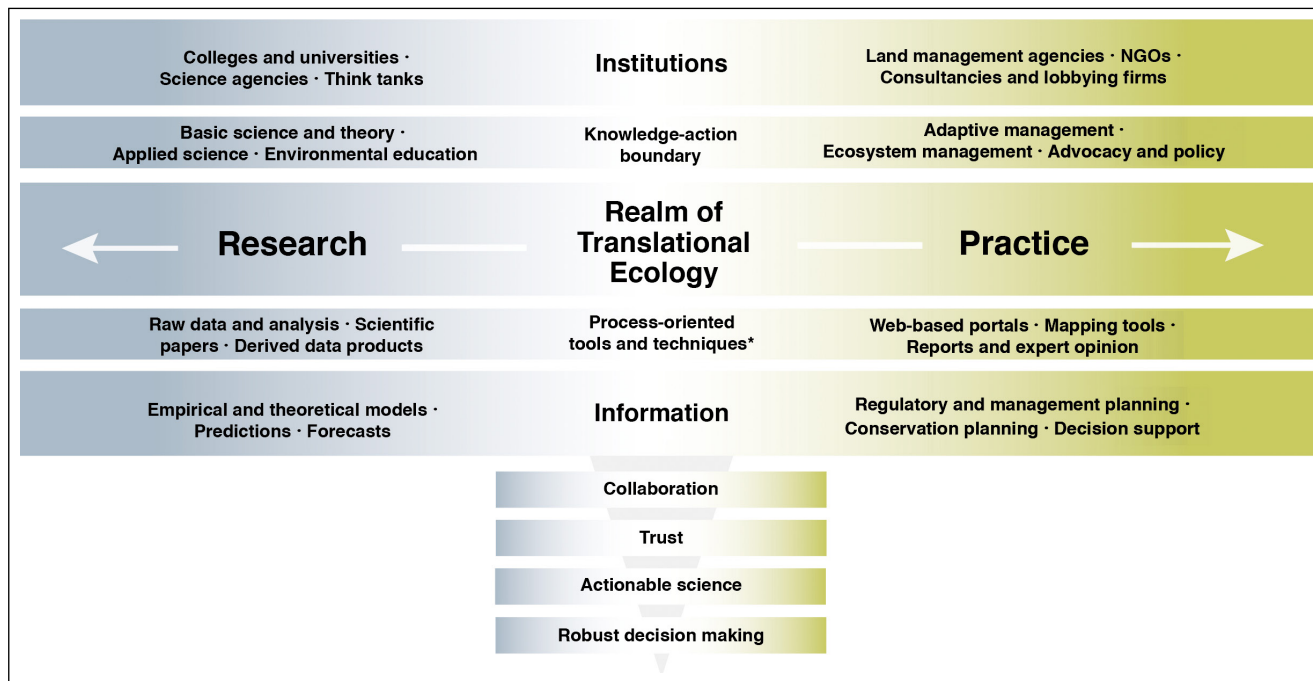 Colleges and universities ·
Science agencies · Think tanks
Institutions
Land management agencies · NGOs ·
Consultancies and lobbying firms
Basic science and theory ·
Applied science · Environmental education
Knowledge-action
boundary
Adaptive management ·
Ecosystem management · Advocacy and policy
Research
Realm of
Translational
Ecology
Practice
Raw data and analysis · Scientific
papers · Derived data products
Process-oriented
tools and techniques*
Web-based portals · Mapping tools ·
Reports and expert opinion
Empirical and theoretical models ·
Predictions · Forecasts
Information
Regulatory and management planning ·
Conservation planning · Decision support
Collaboration
Trust
Actionable science
Robust decision making